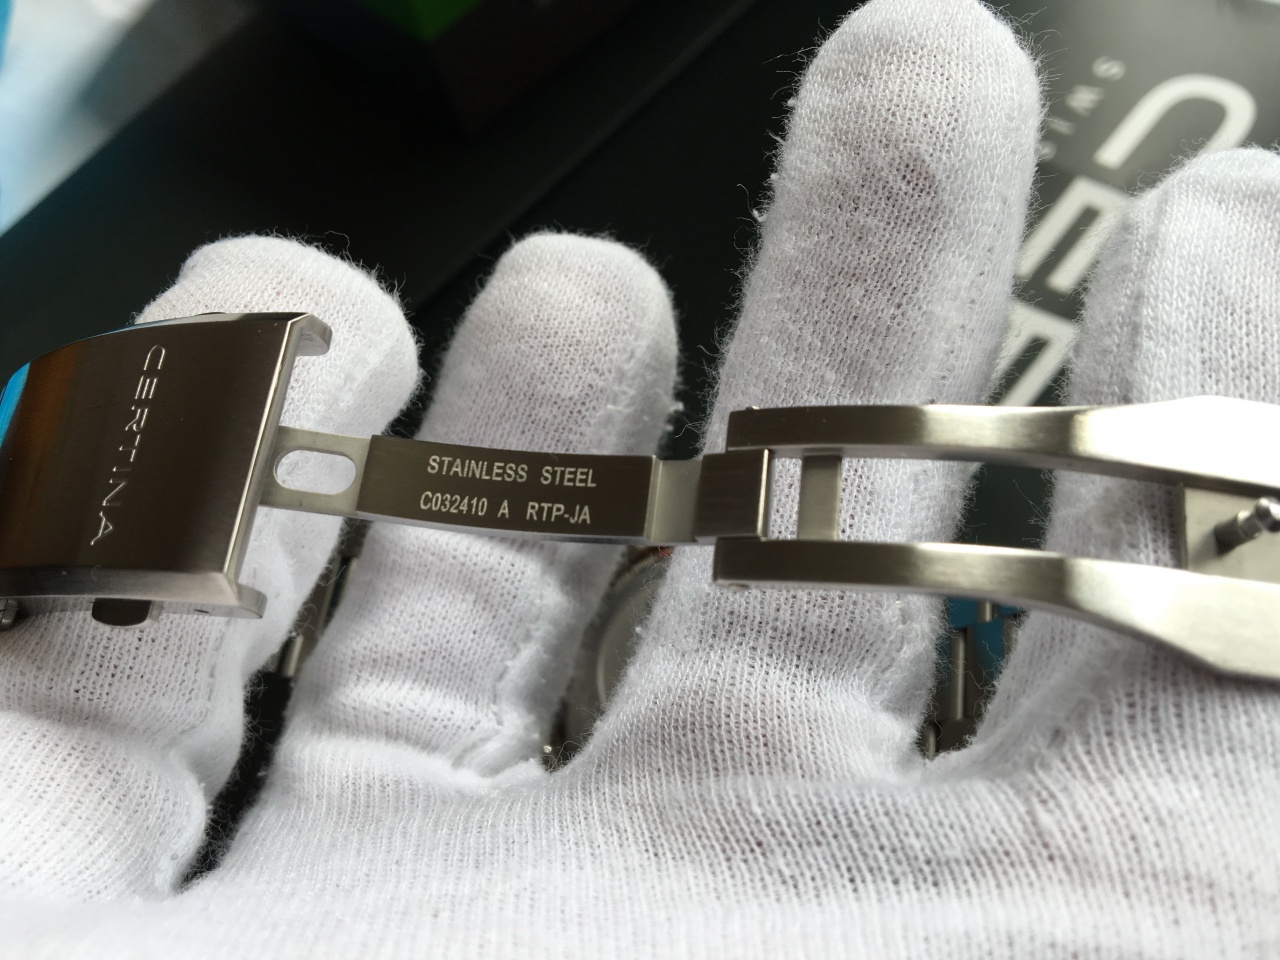 CERTINA
STAINLESS STEEL
C032410 A RTP-JA